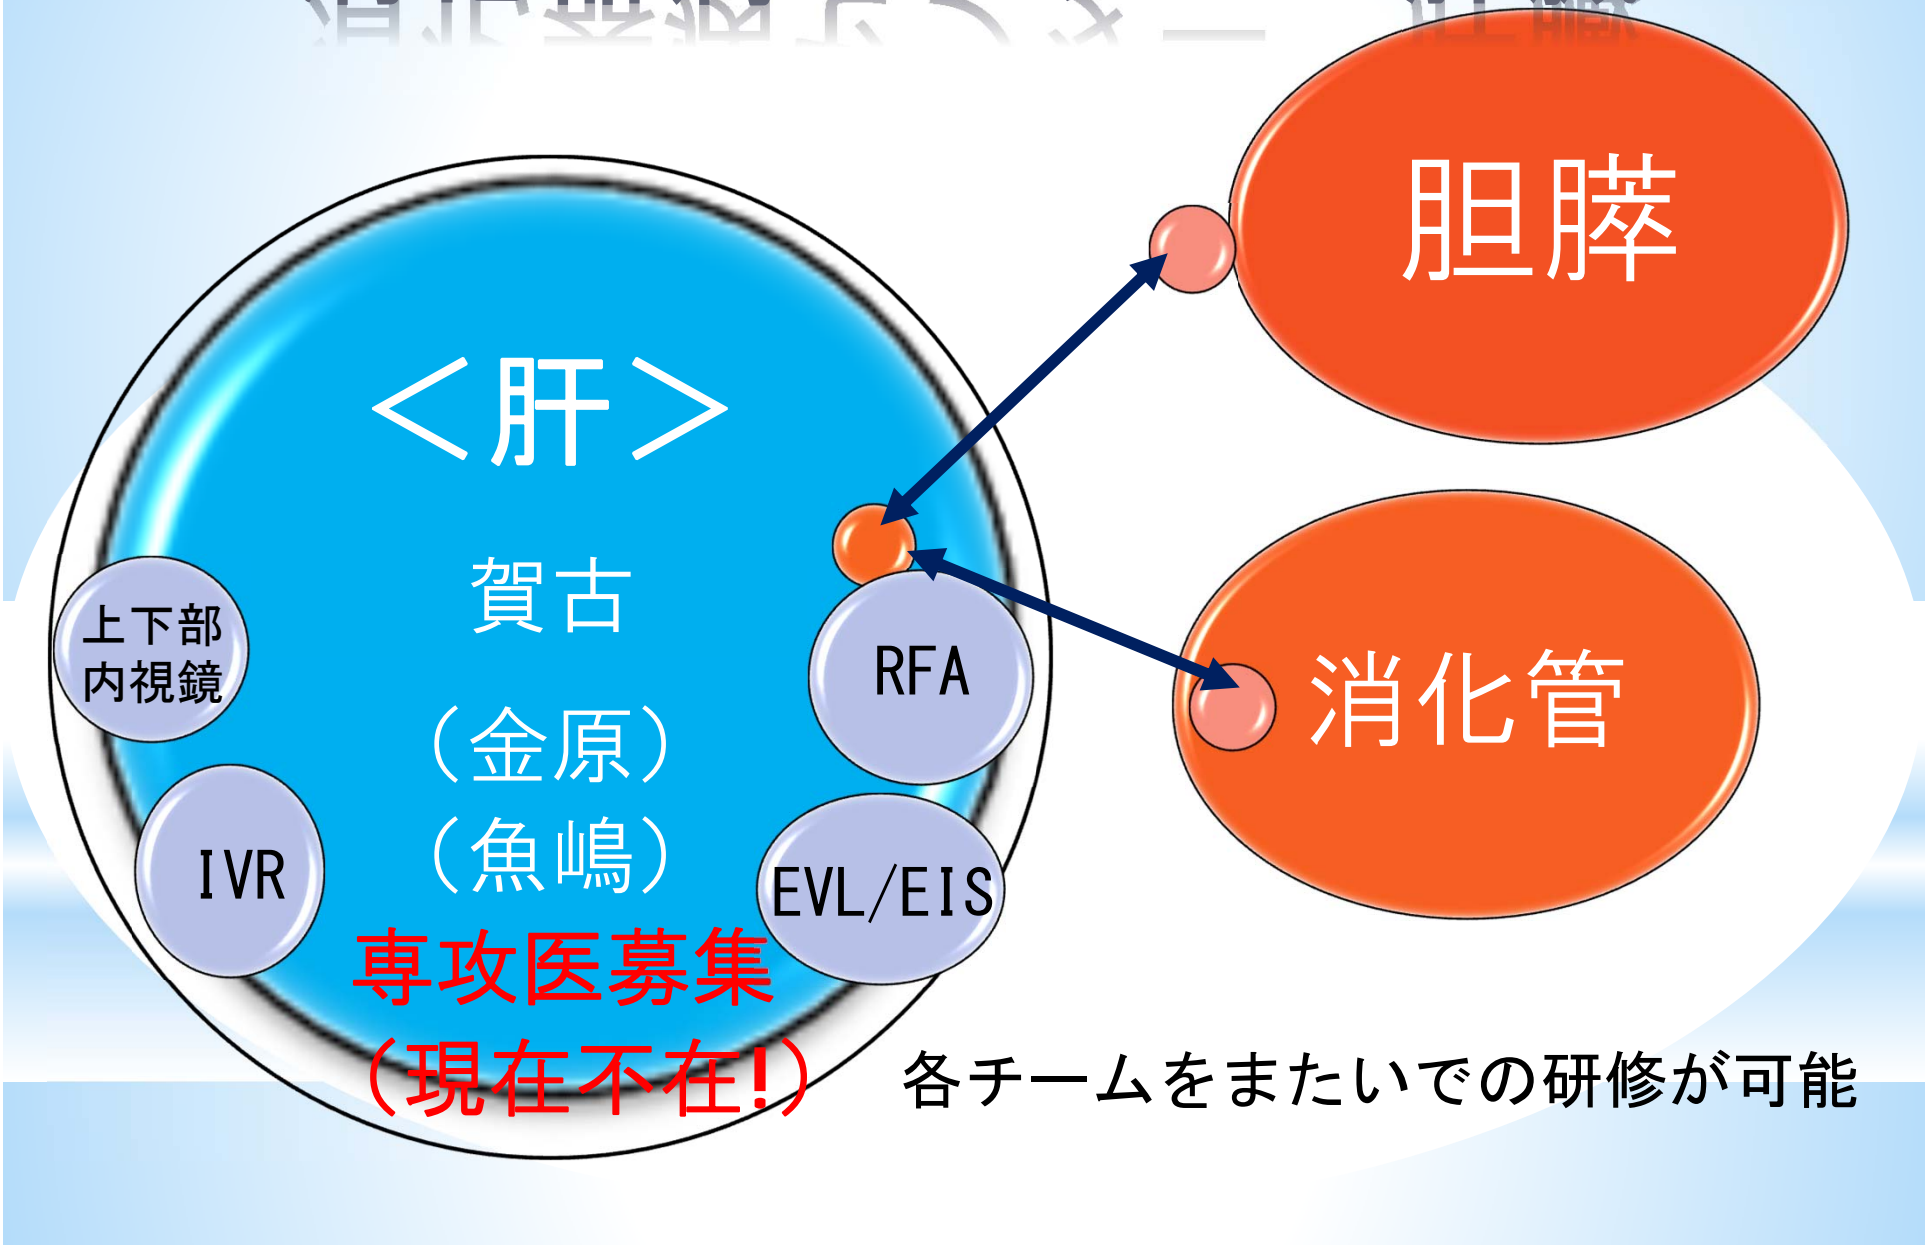 胆膵
＜肝＞
賀古
（金原）
（魚嶋）
上下部
内視鏡
RFA
IVR
EVL/EIS
消化管
専攻医募集
（現在不在!）
各チームをまたいでの研修が可能